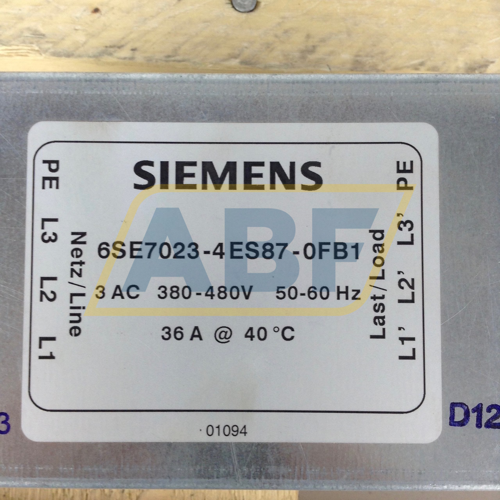 SIEMENS
ABF
6SE7023-4ES87-0FB1
3 AC 380-480V 50-60 Hz
36 A @ 40 °C
PE L3 L2 L1
Netz/Line
Last/Load
L1' L2' L3' PE
· 01094
3
D12